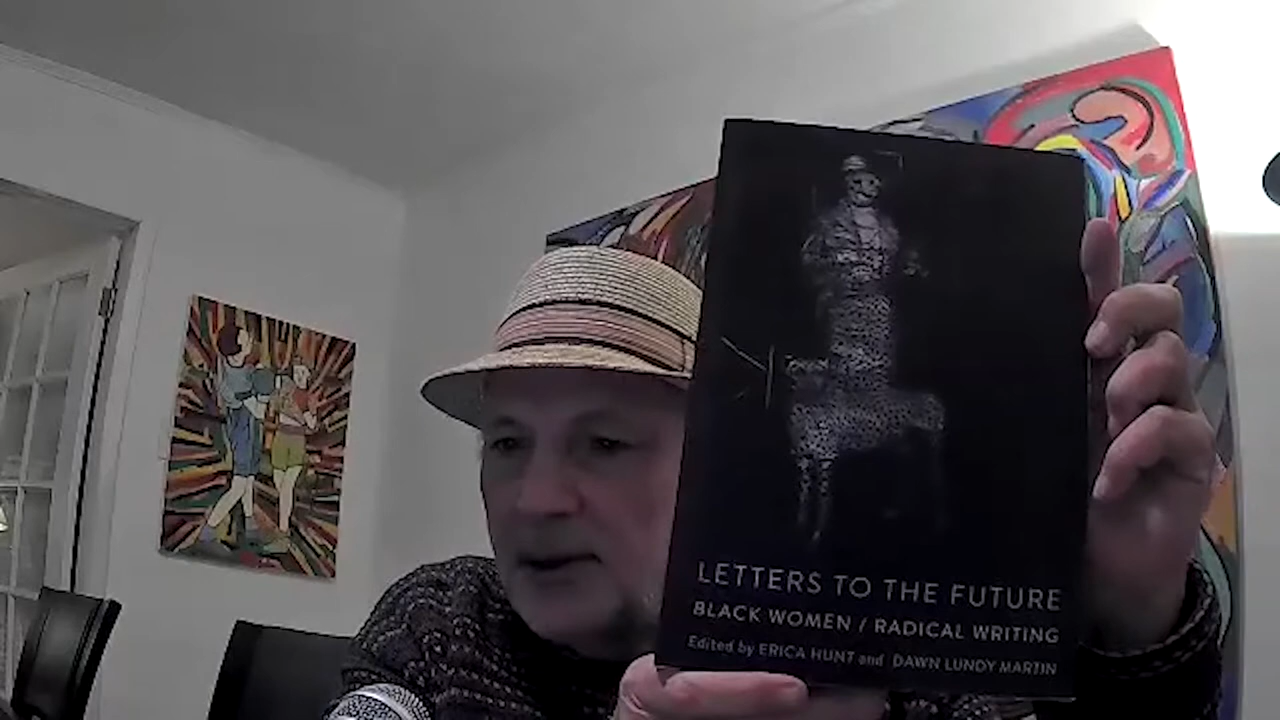 LETTERS TO THE FUTURE
BLACK WOMEN / RADICAL WRITING
Edited by ERICA HUNT and DAWN LUNDY MARTIN